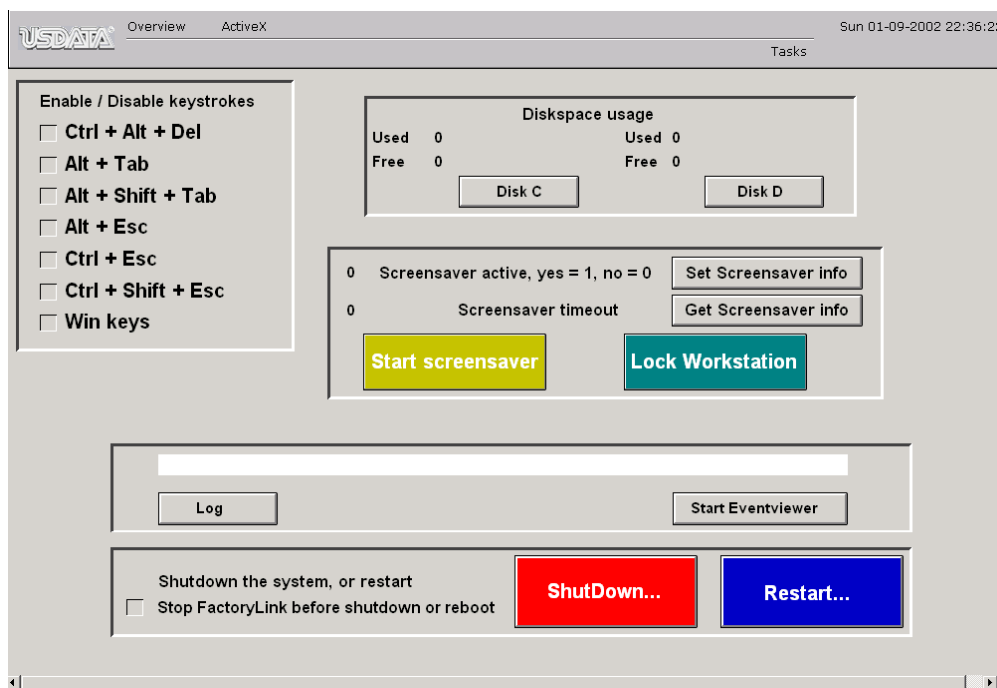 USDATA Overview ActiveX Sun 01-09-2002 22:36:2
Tasks
Enable / Disable keystrokes
Ctrl + Alt + Del
Alt + Tab
Alt + Shift + Tab
Alt + Esc
Ctrl + Esc
Ctrl + Shift + Esc
Win keys
Diskspace usage
Used 0 Used 0
Free 0 Free 0
Disk C Disk D
0 Screensaver active, yes = 1, no = 0 Set Screensaver info
0 Screensaver timeout Get Screensaver info
Start screensaver Lock Workstation
Log Start Eventviewer
Shutdown the system, or restart
Stop FactoryLink before shutdown or reboot
ShutDown... Restart...